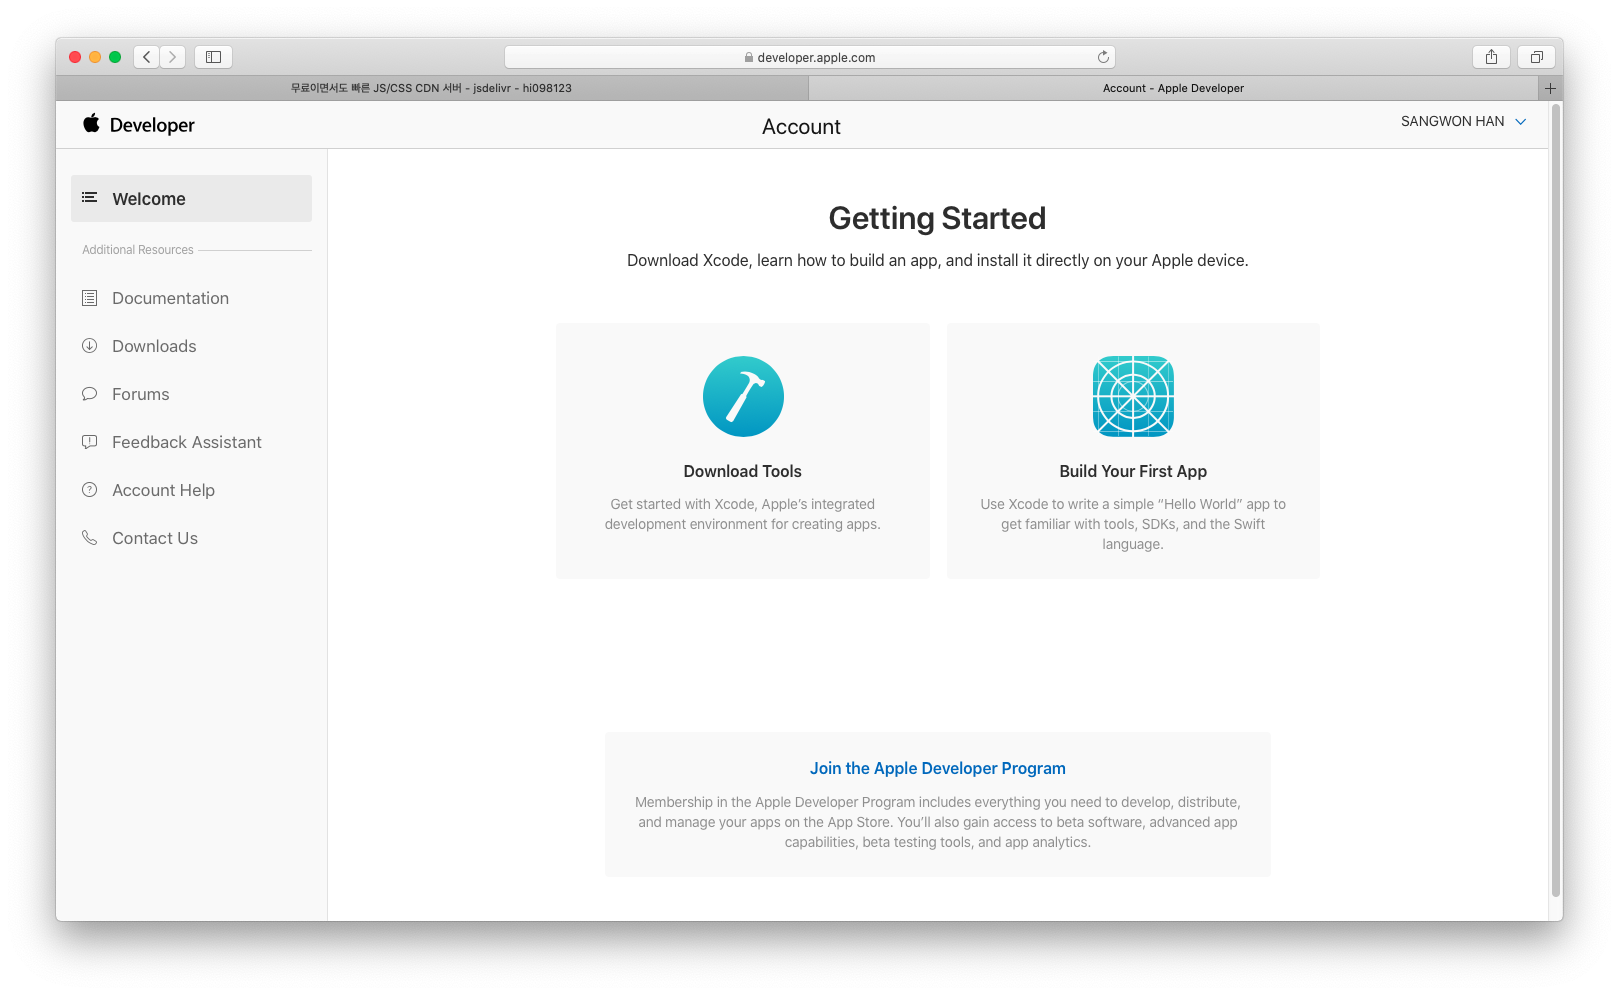 developer.apple.com
무료이면서도 빠른 JS/CSS CDN 서버 - jsdelivr - hi098123
Account - Apple Developer
Developer
Account
SANGWON HAN
Welcome
Additional Resources
Documentation
Downloads
Forums
Feedback Assistant
Account Help
Contact Us
Getting Started
Download Xcode, learn how to build an app, and install it directly on your Apple device.
Download Tools
Get started with Xcode, Apple’s integrated
development environment for creating apps.
Build Your First App
Use Xcode to write a simple “Hello World” app to
get familiar with tools, SDKs, and the Swift
language.
Join the Apple Developer Program
Membership in the Apple Developer Program includes everything you need to develop, distribute,
and manage your apps on the App Store. You’ll also gain access to beta software, advanced app
capabilities, beta testing tools, and app analytics.